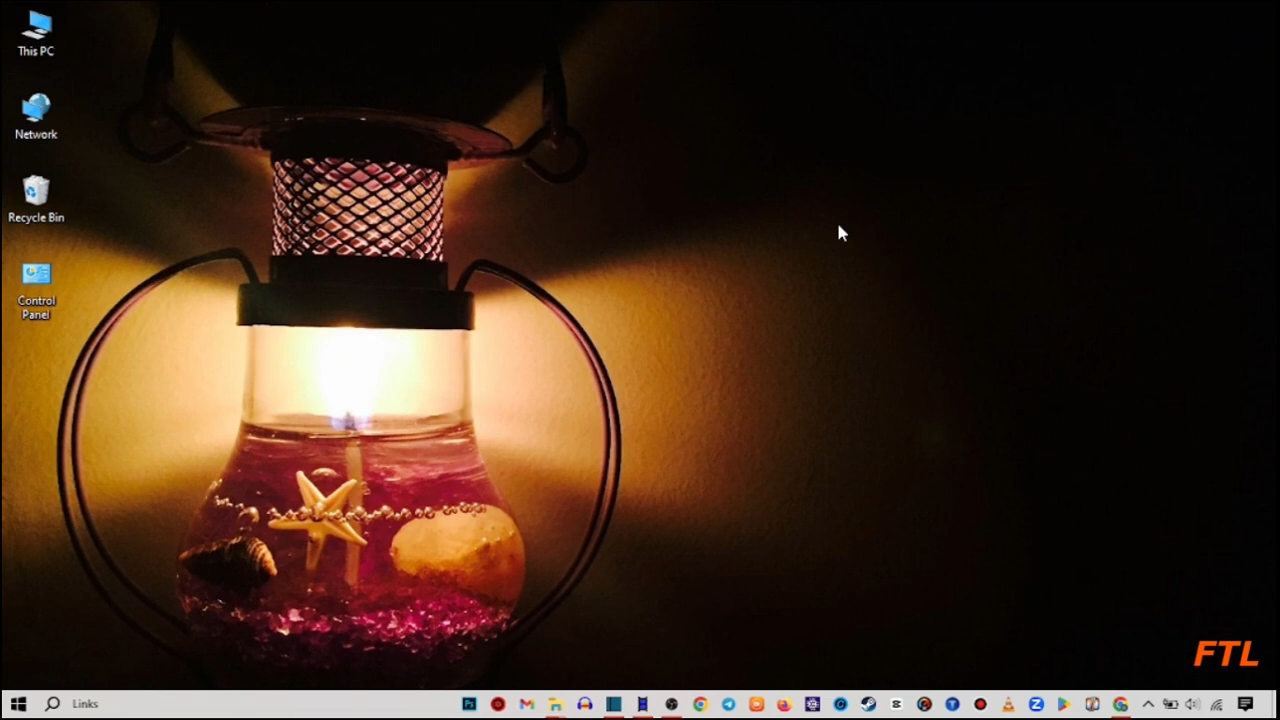 This PC
Network
Recycle Bin
Control
Panel
FTL
Links